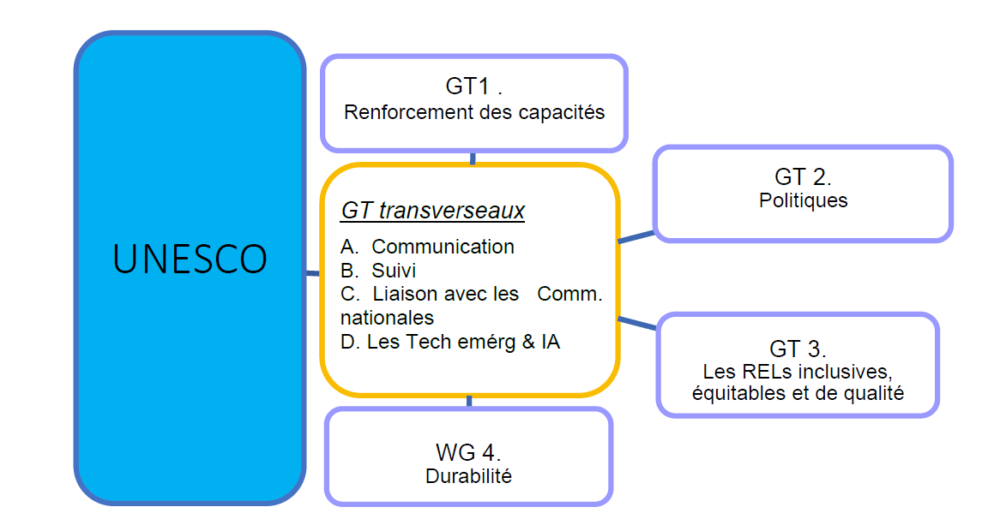 UNESCO
GT1 .
Renforcement des capacités
GT transverseaux
A. Communication
B. Suivi
C. Liaison avec les Comm.
nationales
D. Les Tech emérg & IA
GT 2.
Politiques
GT 3.
Les RELs inclusives,
équitables et de qualité
WG 4.
Durabilité